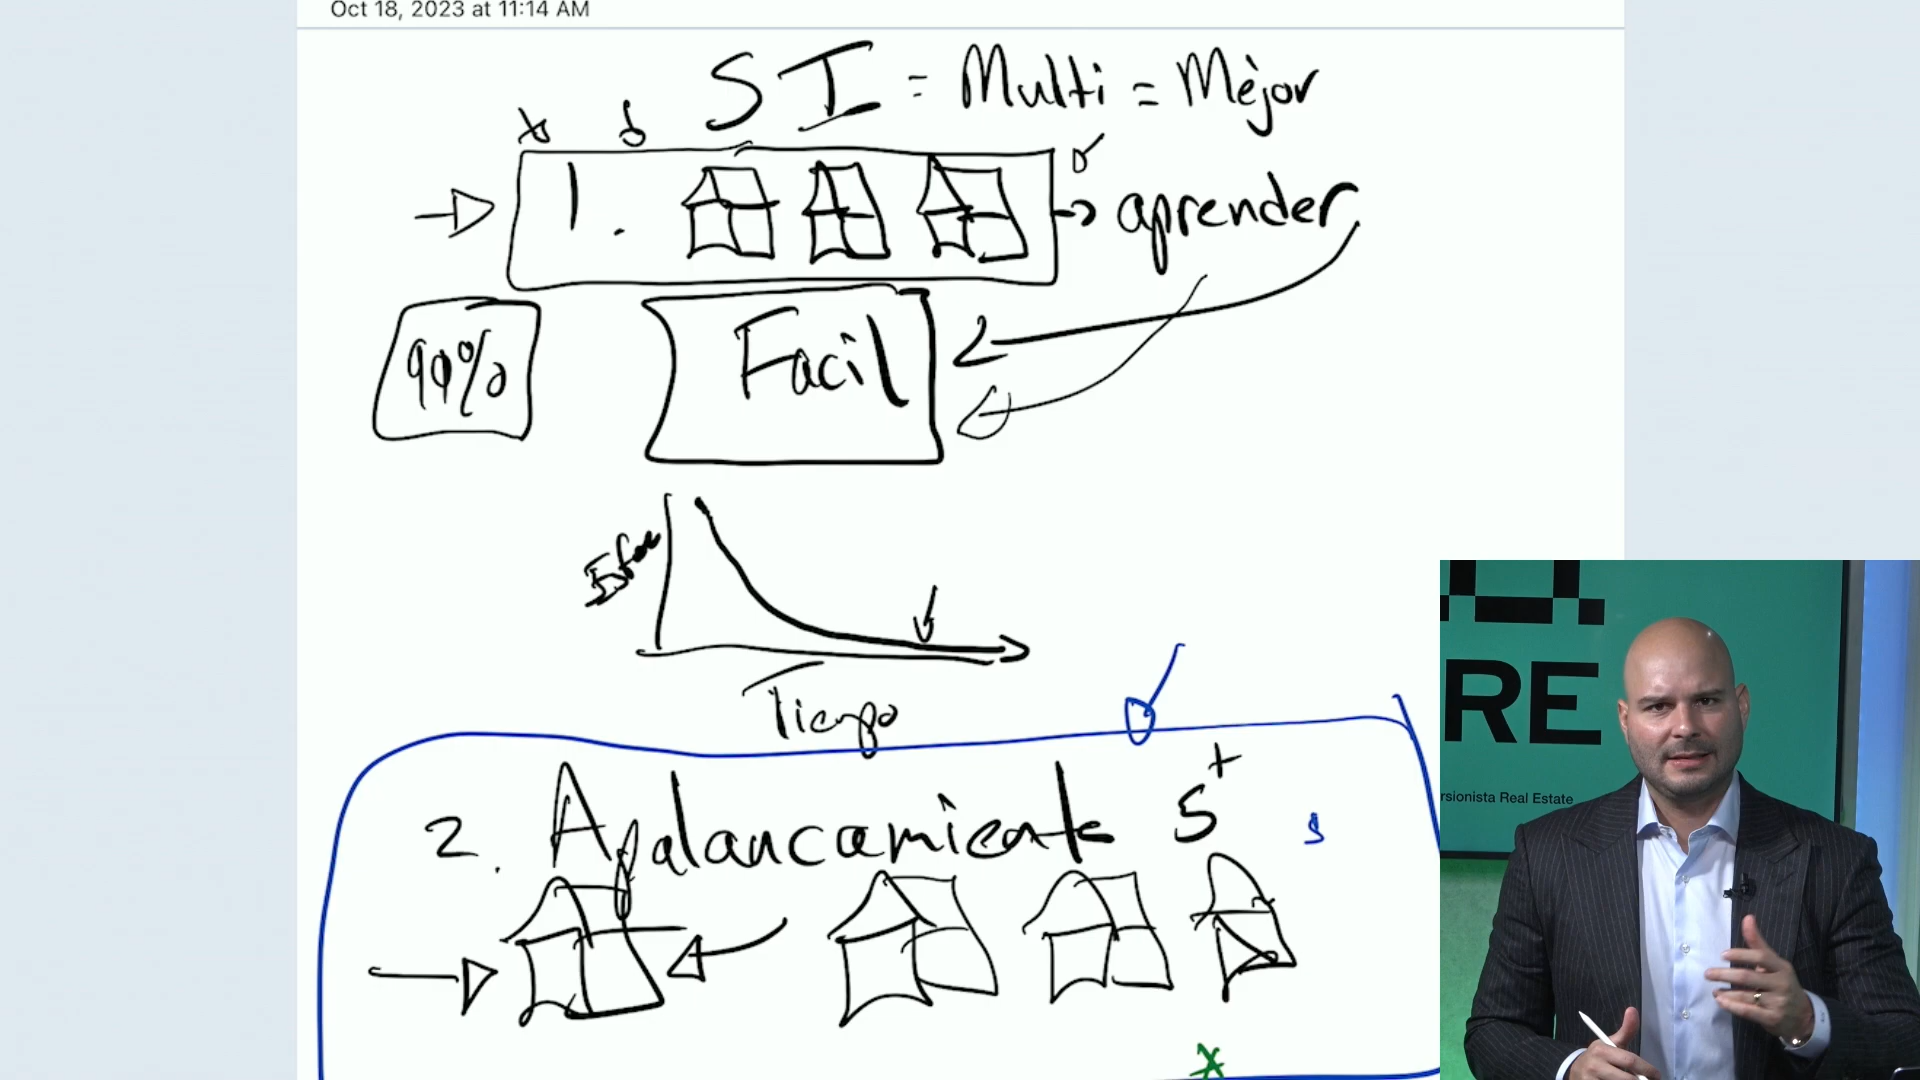 Oct 18, 2023 at 11:14 AM
SI = Multi = Mejor
1.
→ aprender
99%
Facil
Tiempo
2. Apalancamiento 5+
s
RE
rsionista Real Estate